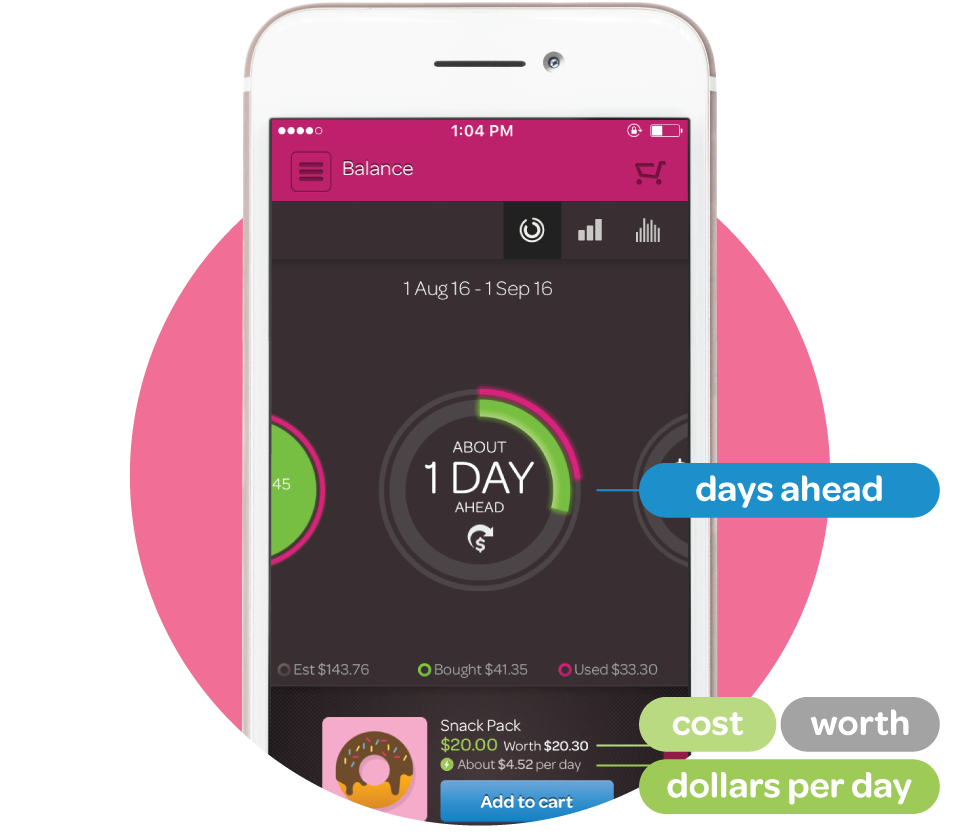 1:04 PM
Balance
1 Aug 16 - 1 Sep 16
45
ABOUT
1 DAY
AHEAD
$
days ahead
Est $143.76 Bought $41.35 Used $33.30
Snack Pack
$20.00 Worth $20.30
About $4.52 per day
Add to cart
cost worth
dollars per day